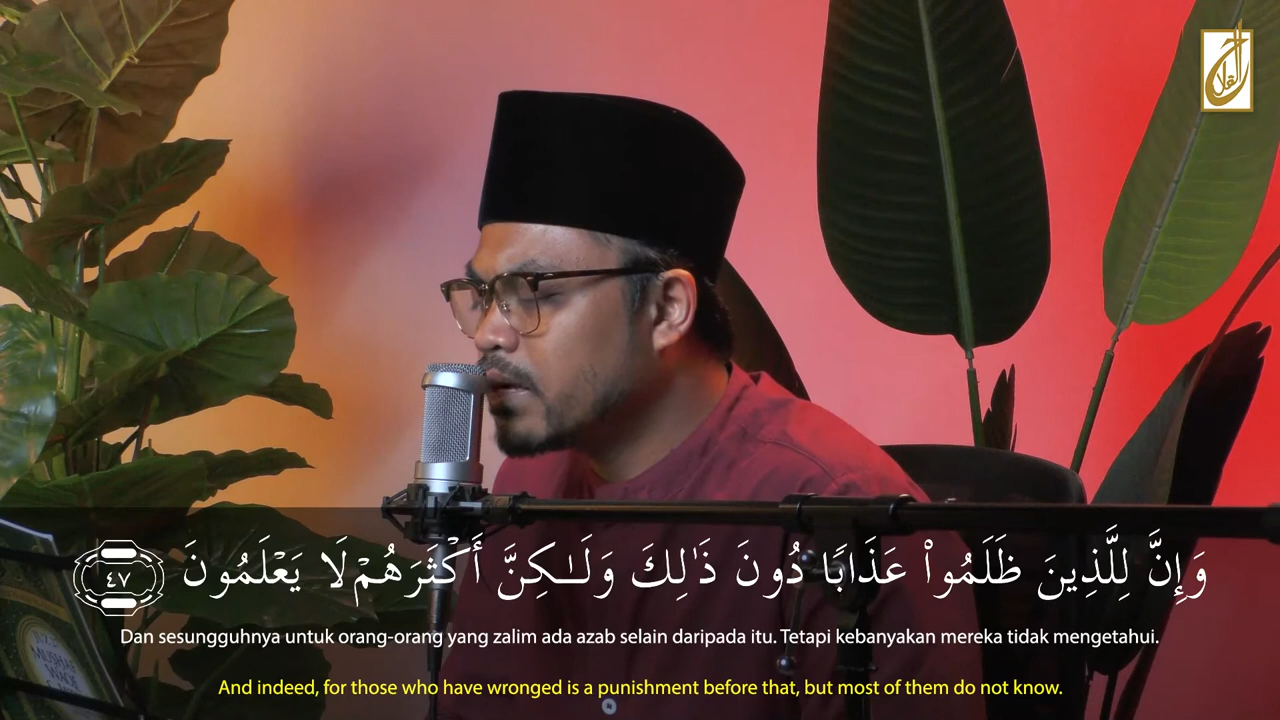 وَإِنَّ لِلَّذِينَ ظَلَمُوا۟ عَذَابًا دُونَ ذَٰلِكَ وَلَـٰكِنَّ أَكْثَرَهُمْ لَا يَعْلَمُونَ ٤٧
Dan sesungguhnya untuk orang-orang yang zalim ada azab selain daripada itu. Tetapi kebanyakan mereka tidak mengetahui.
And indeed, for those who have wronged is a punishment before that, but most of them do not know.
MUSHAF